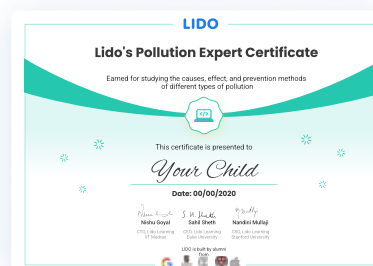 LIDO
Lido's Pollution Expert Certificate
Earned for studying the causes, effect, and prevention methods
of different types of pollution
This certificate is presented to
Your Child
Date: 00/00/2020
Nishu Goyal Sahil Sheth Nandini Mullaji
CTO, Lido Learning CEO, Lido Learning CSO, Lido Learning
IIT Madras Duke University Stanford University
LIDO is built by alumni
from